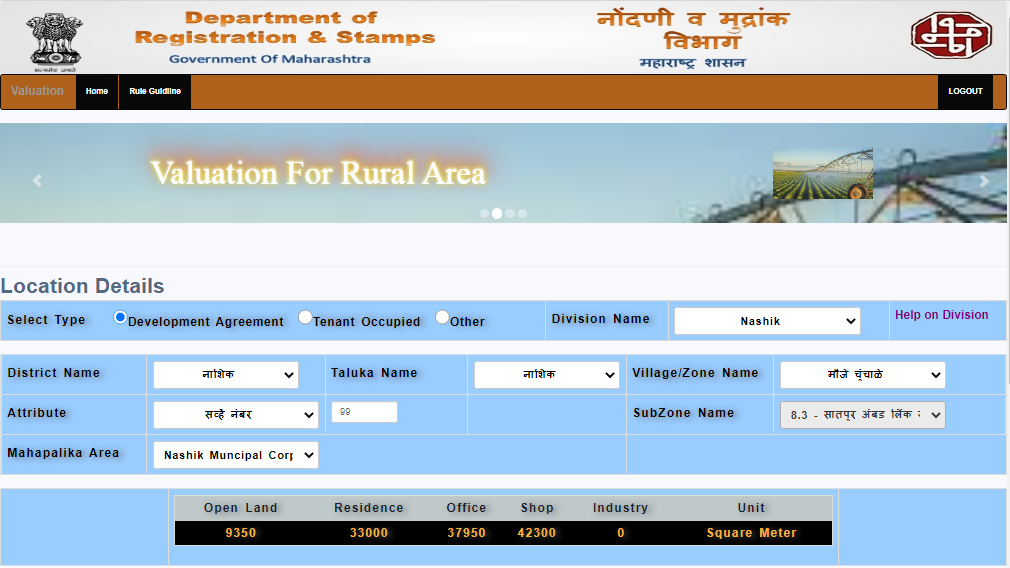 Department of
Registration & Stamps
Government Of Maharashtra
नोंदणी व मुद्रांक
विभाग
महाराष्ट्र शासन
सत्यमेव जयते
Valuation Home Rule Guidline LOGOUT
Valuation For Rural Area
Location Details
Select Type Development Agreement Tenant Occupied Other Division Name Nashik Help on Division
District Name नाशिक Taluka Name नाशिक Village/Zone Name मौजे चूंचाळे
Attribute सव्हे नंबर 99 SubZone Name 8.3 - सातपूर अंबड लिंक
Mahapalika Area Nashik Muncipal Corp
Open Land Residence Office Shop Industry Unit
9350 33000 37950 42300 0 Square Meter